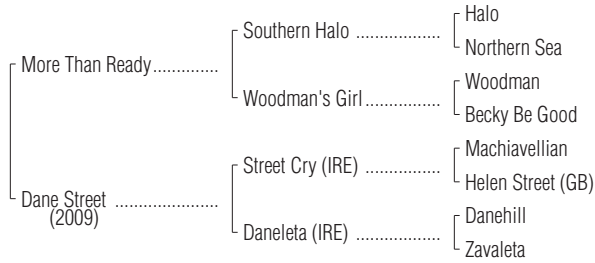 Halo
Southern Halo ..................
Northern Sea
More Than Ready..............
Woodman
Woodman's Girl................
Becky Be Good
Machiavellian
Street Cry (IRE) ................
Helen Street (GB)
Dane Street ......................
(2009)
Danehill
Daneleta (IRE) ..................
Zavaleta